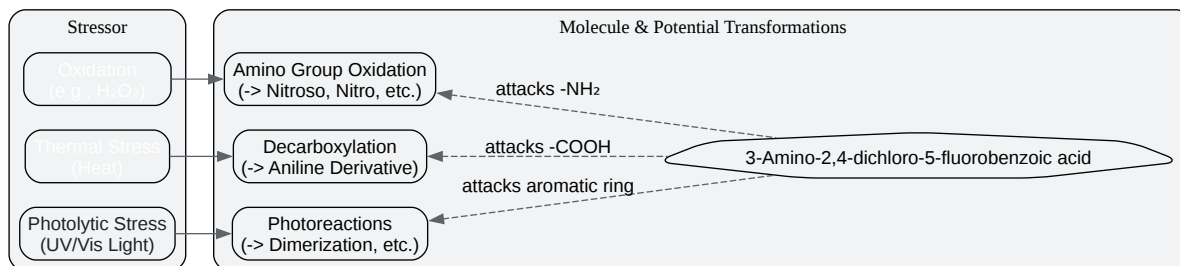 Stressor
Molecule & Potential Transformations
Oxidation
(e.g., H₂O₂)
Amino Group Oxidation
(-> Nitroso, Nitro, etc.)
attacks -NH₂
Thermal Stress
(Heat)
Decarboxylation
(-> Aniline Derivative)
attacks -COOH
3-Amino-2,4-dichloro-5-fluorobenzoic acid
attacks aromatic ring
Photolytic Stress
(UV/Vis Light)
Photoreactions
(-> Dimerization, etc.)